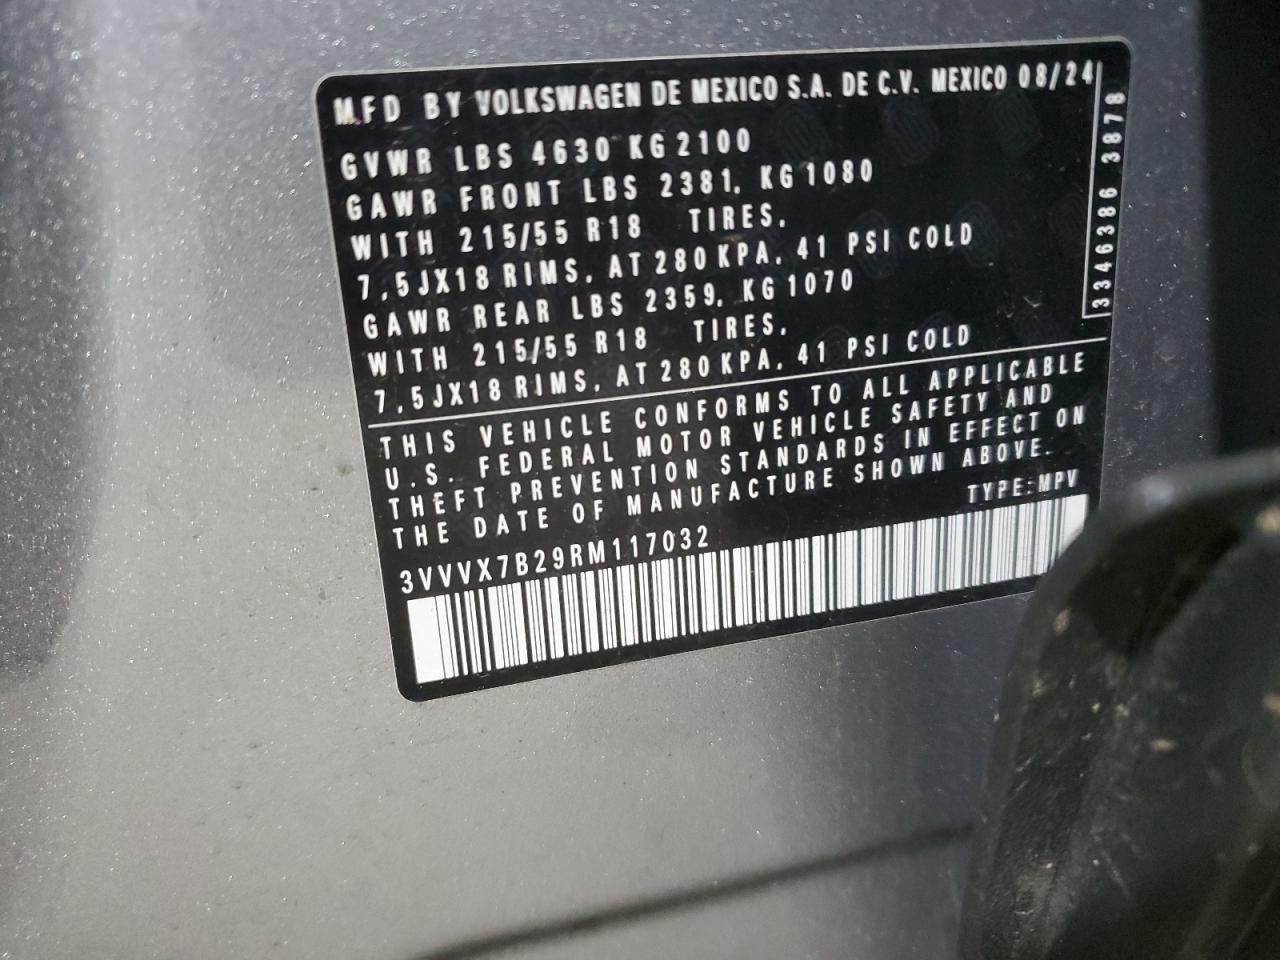 MFD BY VOLKSWAGEN DE MEXICO S.A. DE C.V. MEXICO 08/24
GVWR LBS 4630 KG 2100
GAWR FRONT LBS 2381, KG 1080
WITH 215/55 R18 TIRES,
7,5JX18 RIMS, AT 280 KPA, 41 PSI COLD
GAWR REAR LBS 2359, KG 1070
WITH 215/55 R18 TIRES,
7,5JX18 RIMS, AT 280 KPA, 41 PSI COLD
3346386 3878
THIS VEHICLE CONFORMS TO ALL APPLICABLE
U.S. FEDERAL MOTOR VEHICLE SAFETY AND
THEFT PREVENTION STANDARDS IN EFFECT ON
THE DATE OF MANUFACTURE SHOWN ABOVE.
TYPE:MPV
3VVVX7B29RM117032